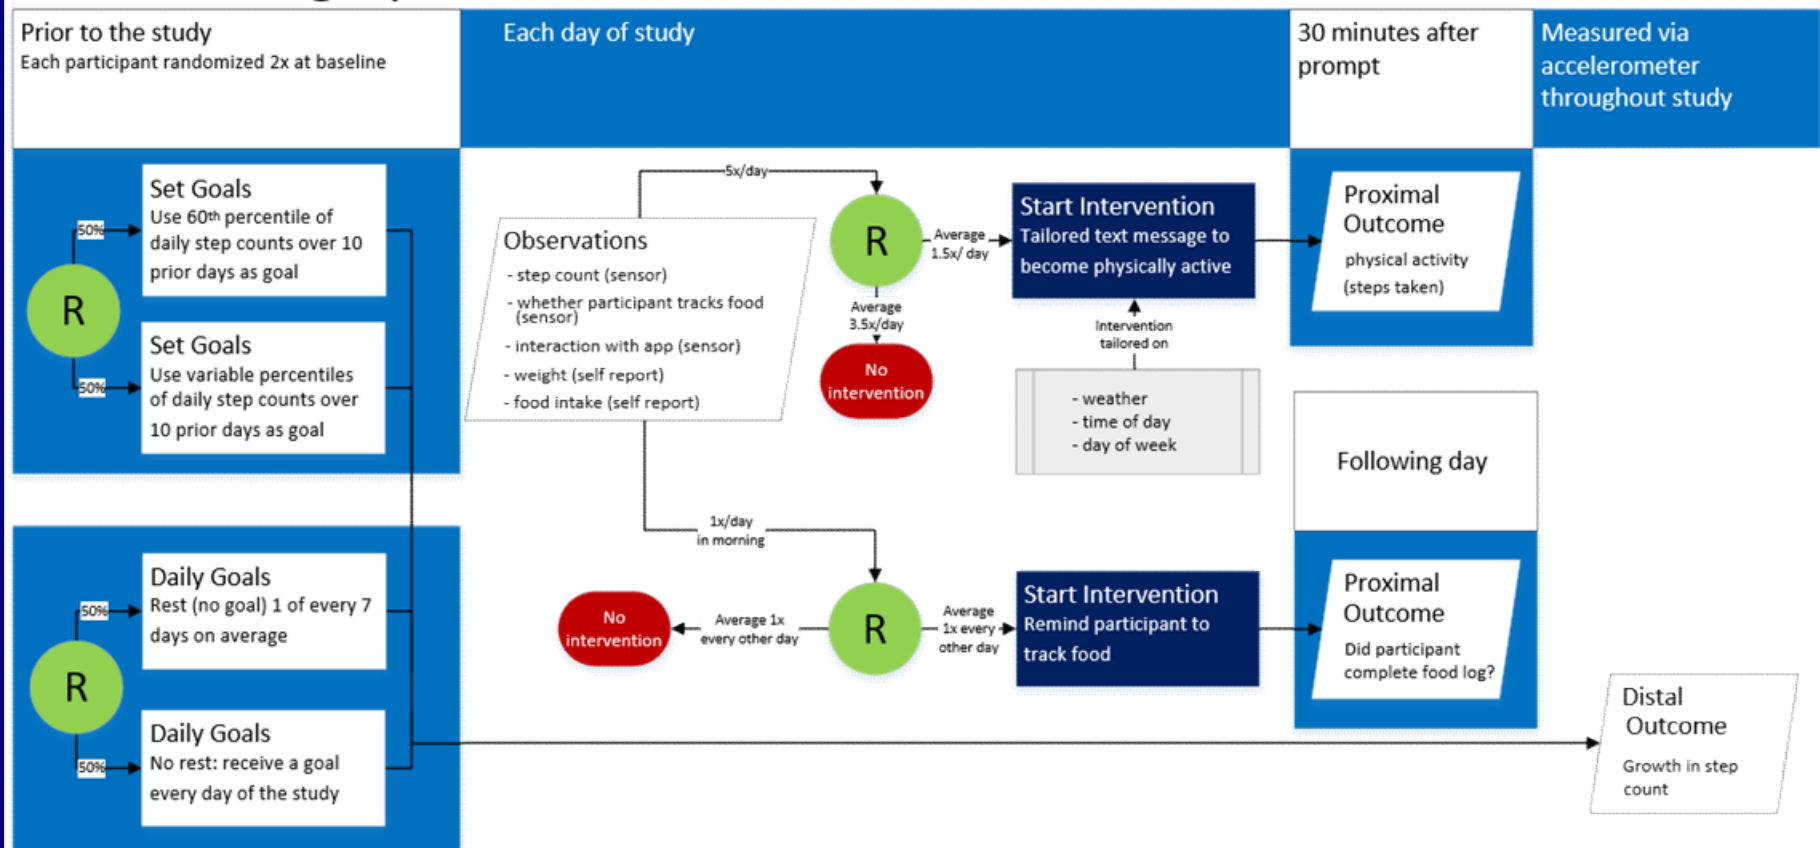 Prior to the study
Each participant randomized 2x at baseline
Each day of study
30 minutes after
prompt
Measured via
accelerometer
throughout study
R
50%
50%
Set Goals
Use 60th percentile of
daily step counts over 10
prior days as goal
Set Goals
Use variable percentiles
of daily step counts over
10 prior days as goal
R
50%
50%
Daily Goals
Rest (no goal) 1 of every 7
days on average
Daily Goals
No rest: receive a goal
every day of the study
Observations
- step count (sensor)
- whether participant tracks food
(sensor)
- interaction with app (sensor)
- weight (self report)
- food intake (self report)
5x/day
R
Average
1.5x/ day
Average
3.5x/day
No
intervention
Start Intervention
Tailored text message to
become physically active
Intervention
tailored on
- weather
- time of day
- day of week
Proximal
Outcome
physical activity
(steps taken)
1x/day
in morning
R
Average 1x
every other day
No
intervention
Average
1x every
other day
Start Intervention
Remind participant to
track food
Following day
Proximal
Outcome
Did participant
complete food log?
Distal
Outcome
Growth in step
count